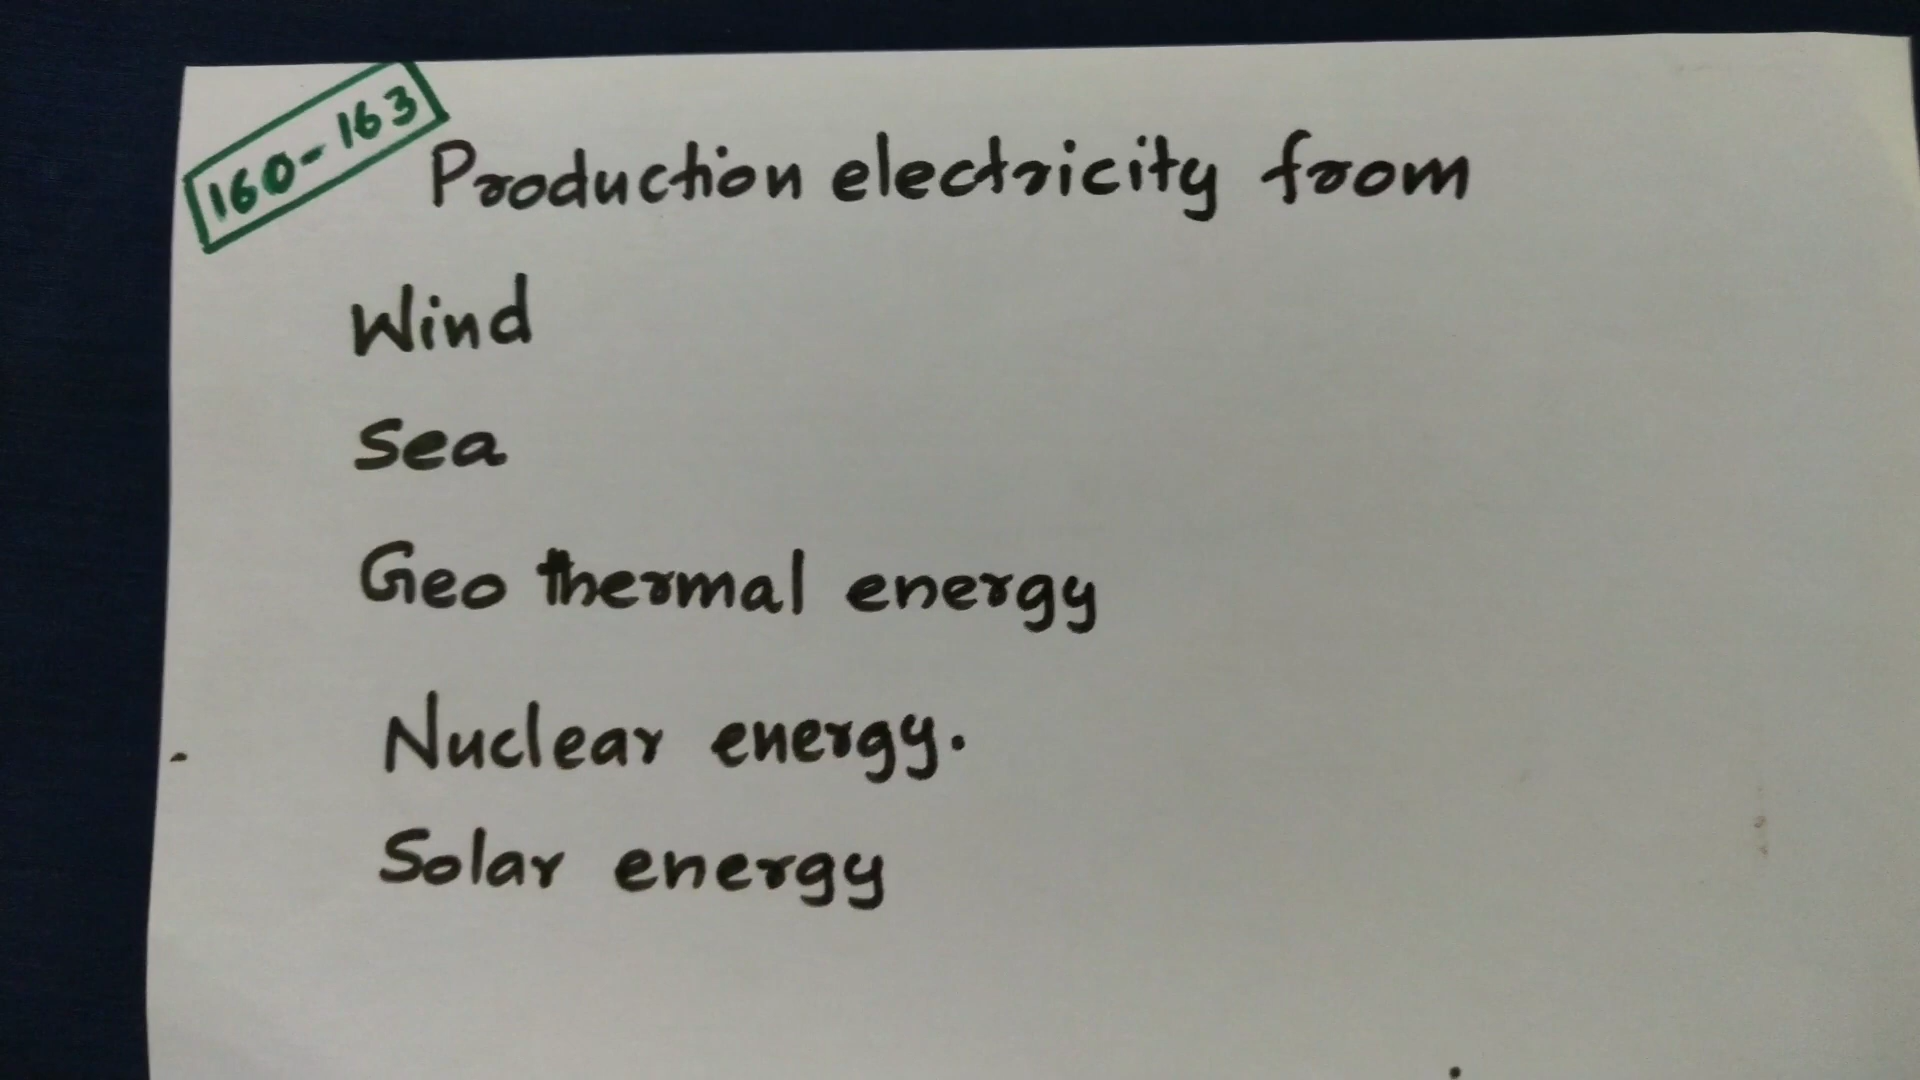 160-163
Production electricity from
Wind
Sea
Geo thermal energy
Nuclear energy.
Solar energy